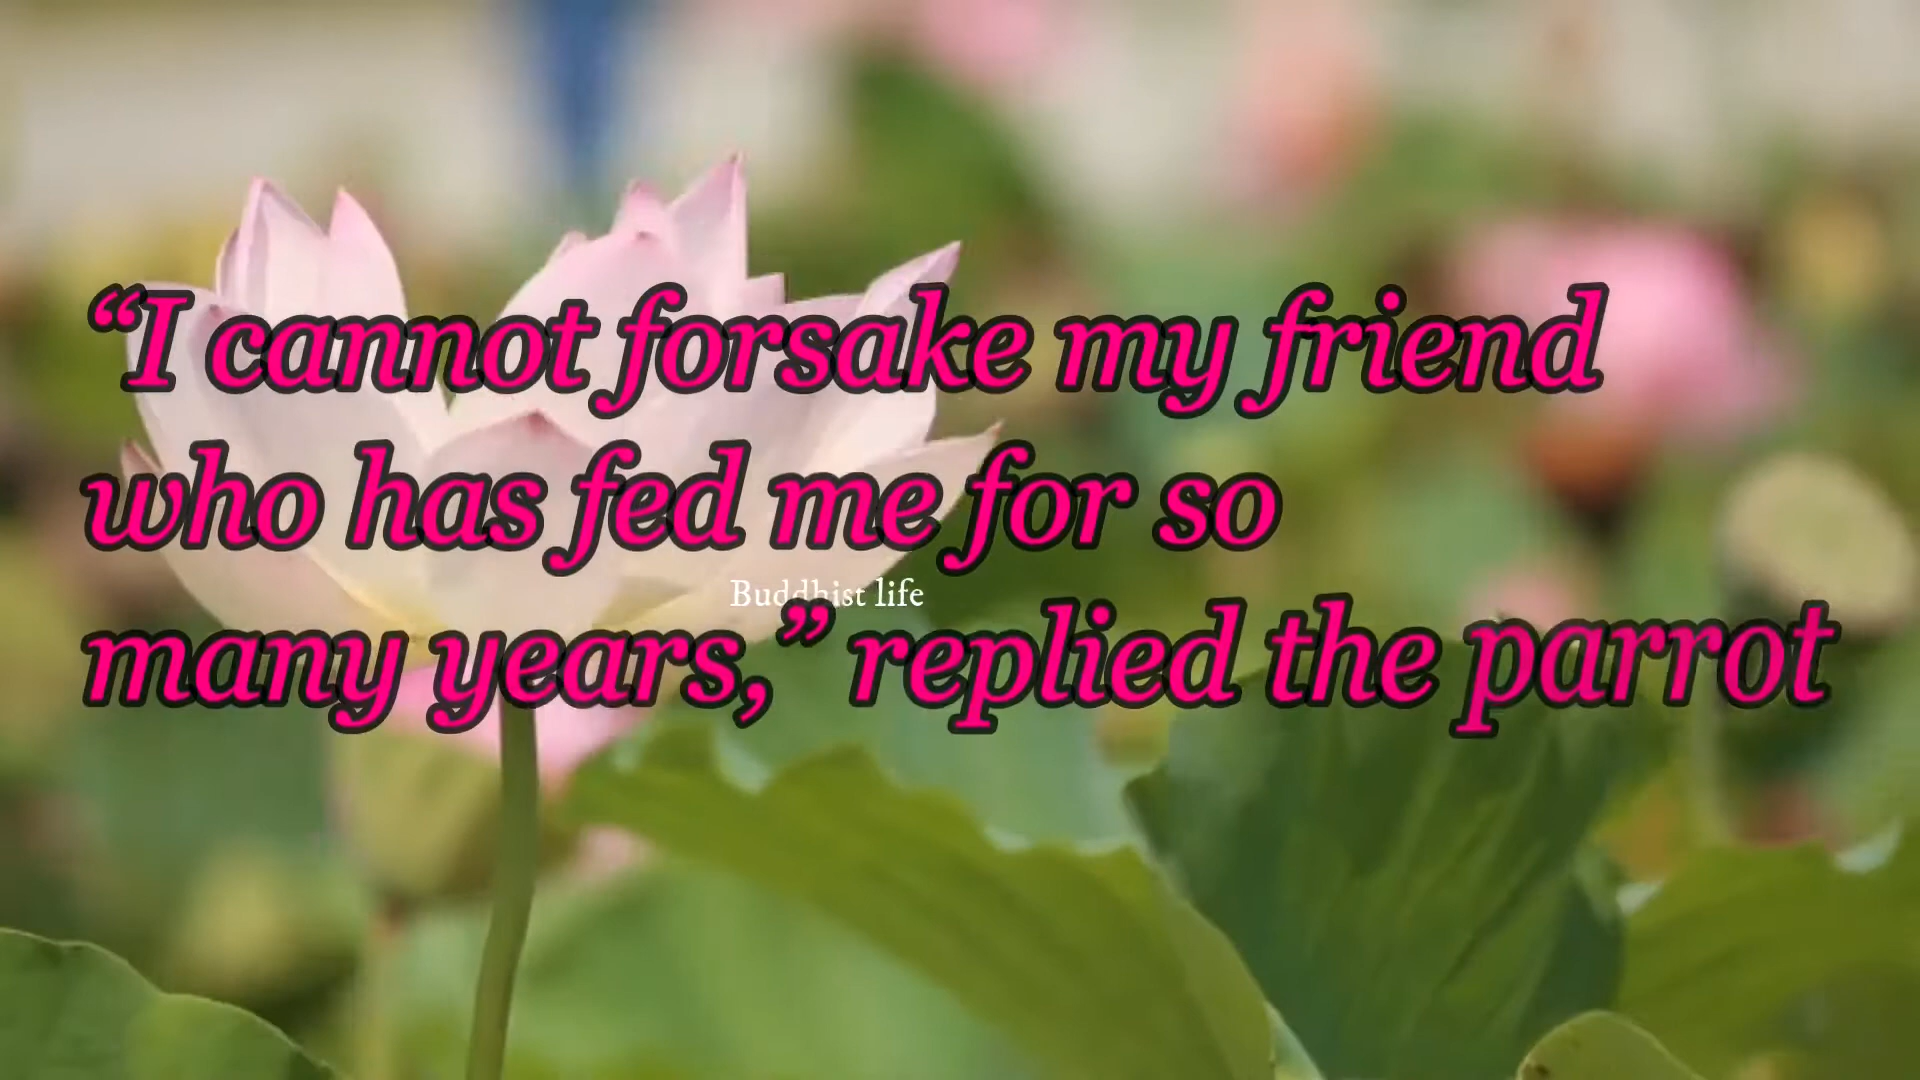 “I cannot forsake my friend
who has fed me for so
Buddhist life
many years,” replied the parrot